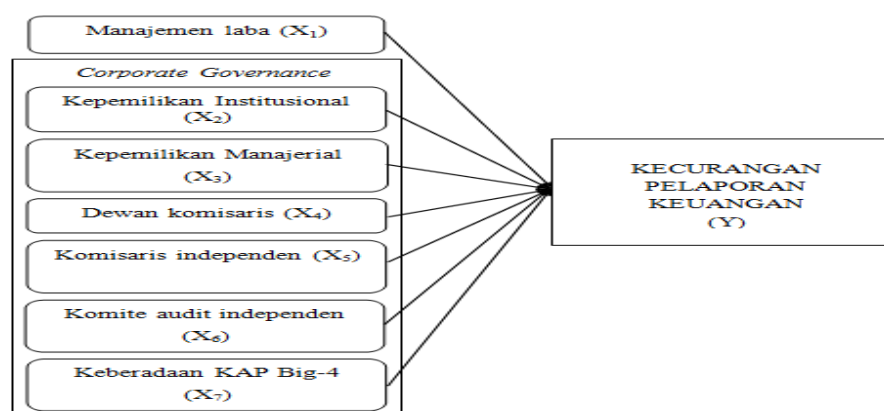 Manajemen laba (X₁)
Corporate Governance
Kepemilikan Institusional
(X₂)
Kepemilikan Manajerial
(X₃)
Dewan komisaris (X₄)
Komisaris independen (X₅)
Komite audit independen
(X₆)
Keberadaan KAP Big-4
(X₇)
KECURANGAN
PELAPORAN
KEUANGAN
(Y)